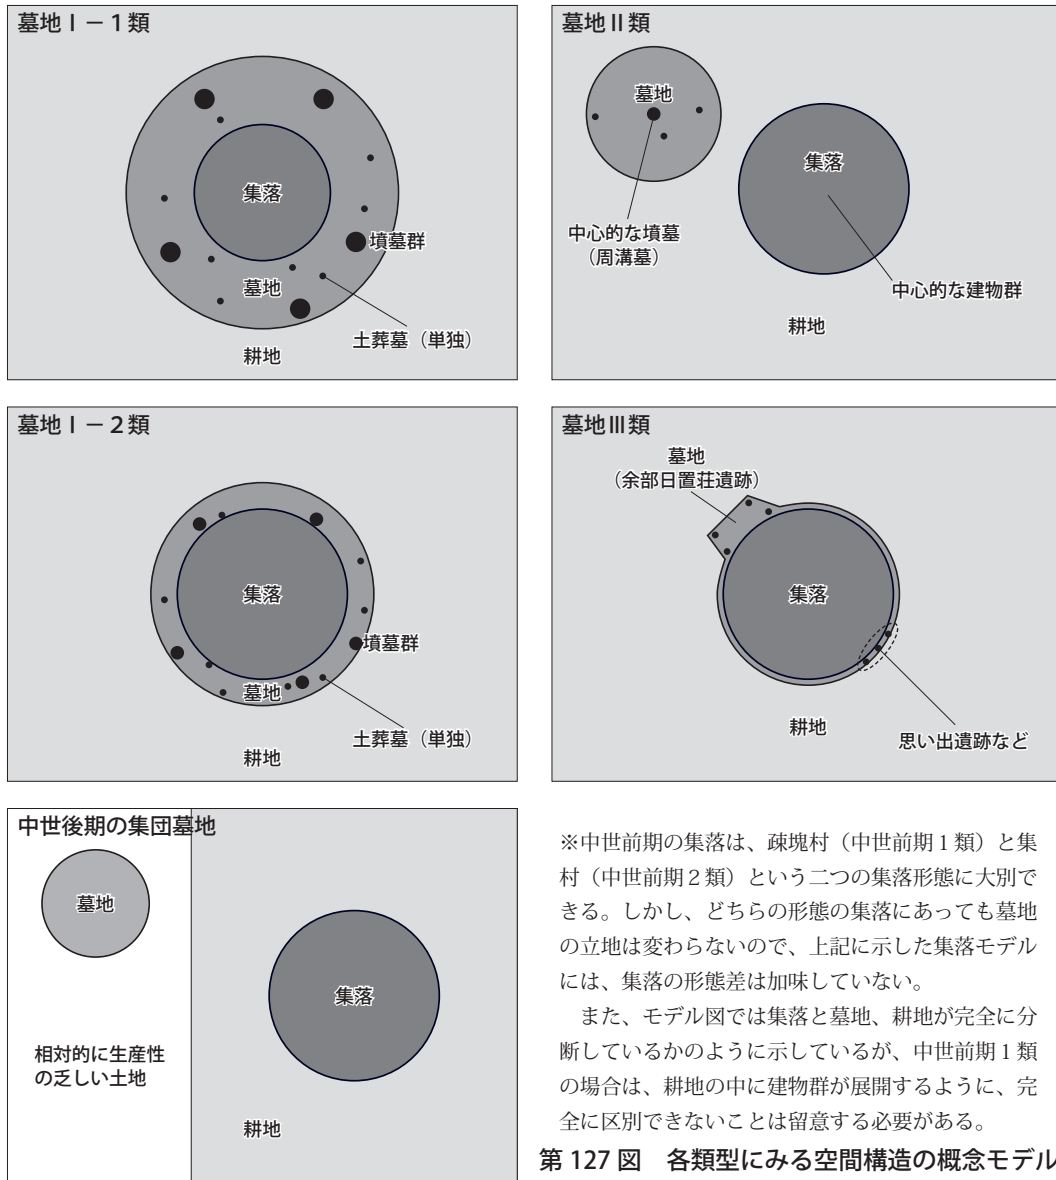 墓地Ⅰ－１類
集落
墳墓群
墓地
土葬墓（単独）
耕地
墓地Ⅱ類
墓地
集落
中心的な墳墓
（周溝墓）
中心的な建物群
耕地
墓地Ⅰ－２類
集落
墳墓群
墓地
土葬墓（単独）
耕地
墓地Ⅲ類
墓地
（余部日置荘遺跡）
集落
耕地
思い出遺跡など
中世後期の集団墓地
墓地
集落
相対的に生産性
の乏しい土地
耕地
※中世前期の集落は、疎塊村（中世前期１類）と集
村（中世前期２類）という二つの集落形態に大別で
きる。しかし、どちらの形態の集落にあっても墓地
の立地は変わらないので、上記に示した集落モデル
には、集落の形態差は加味していない。
　また、モデル図では集落と墓地、耕地が完全に分
断しているかのように示しているが、中世前期１類
の場合は、耕地の中に建物群が展開するように、完
全に区別できないことは留意する必要がある。
第 127 図　各類型にみる空間構造の概念モデル